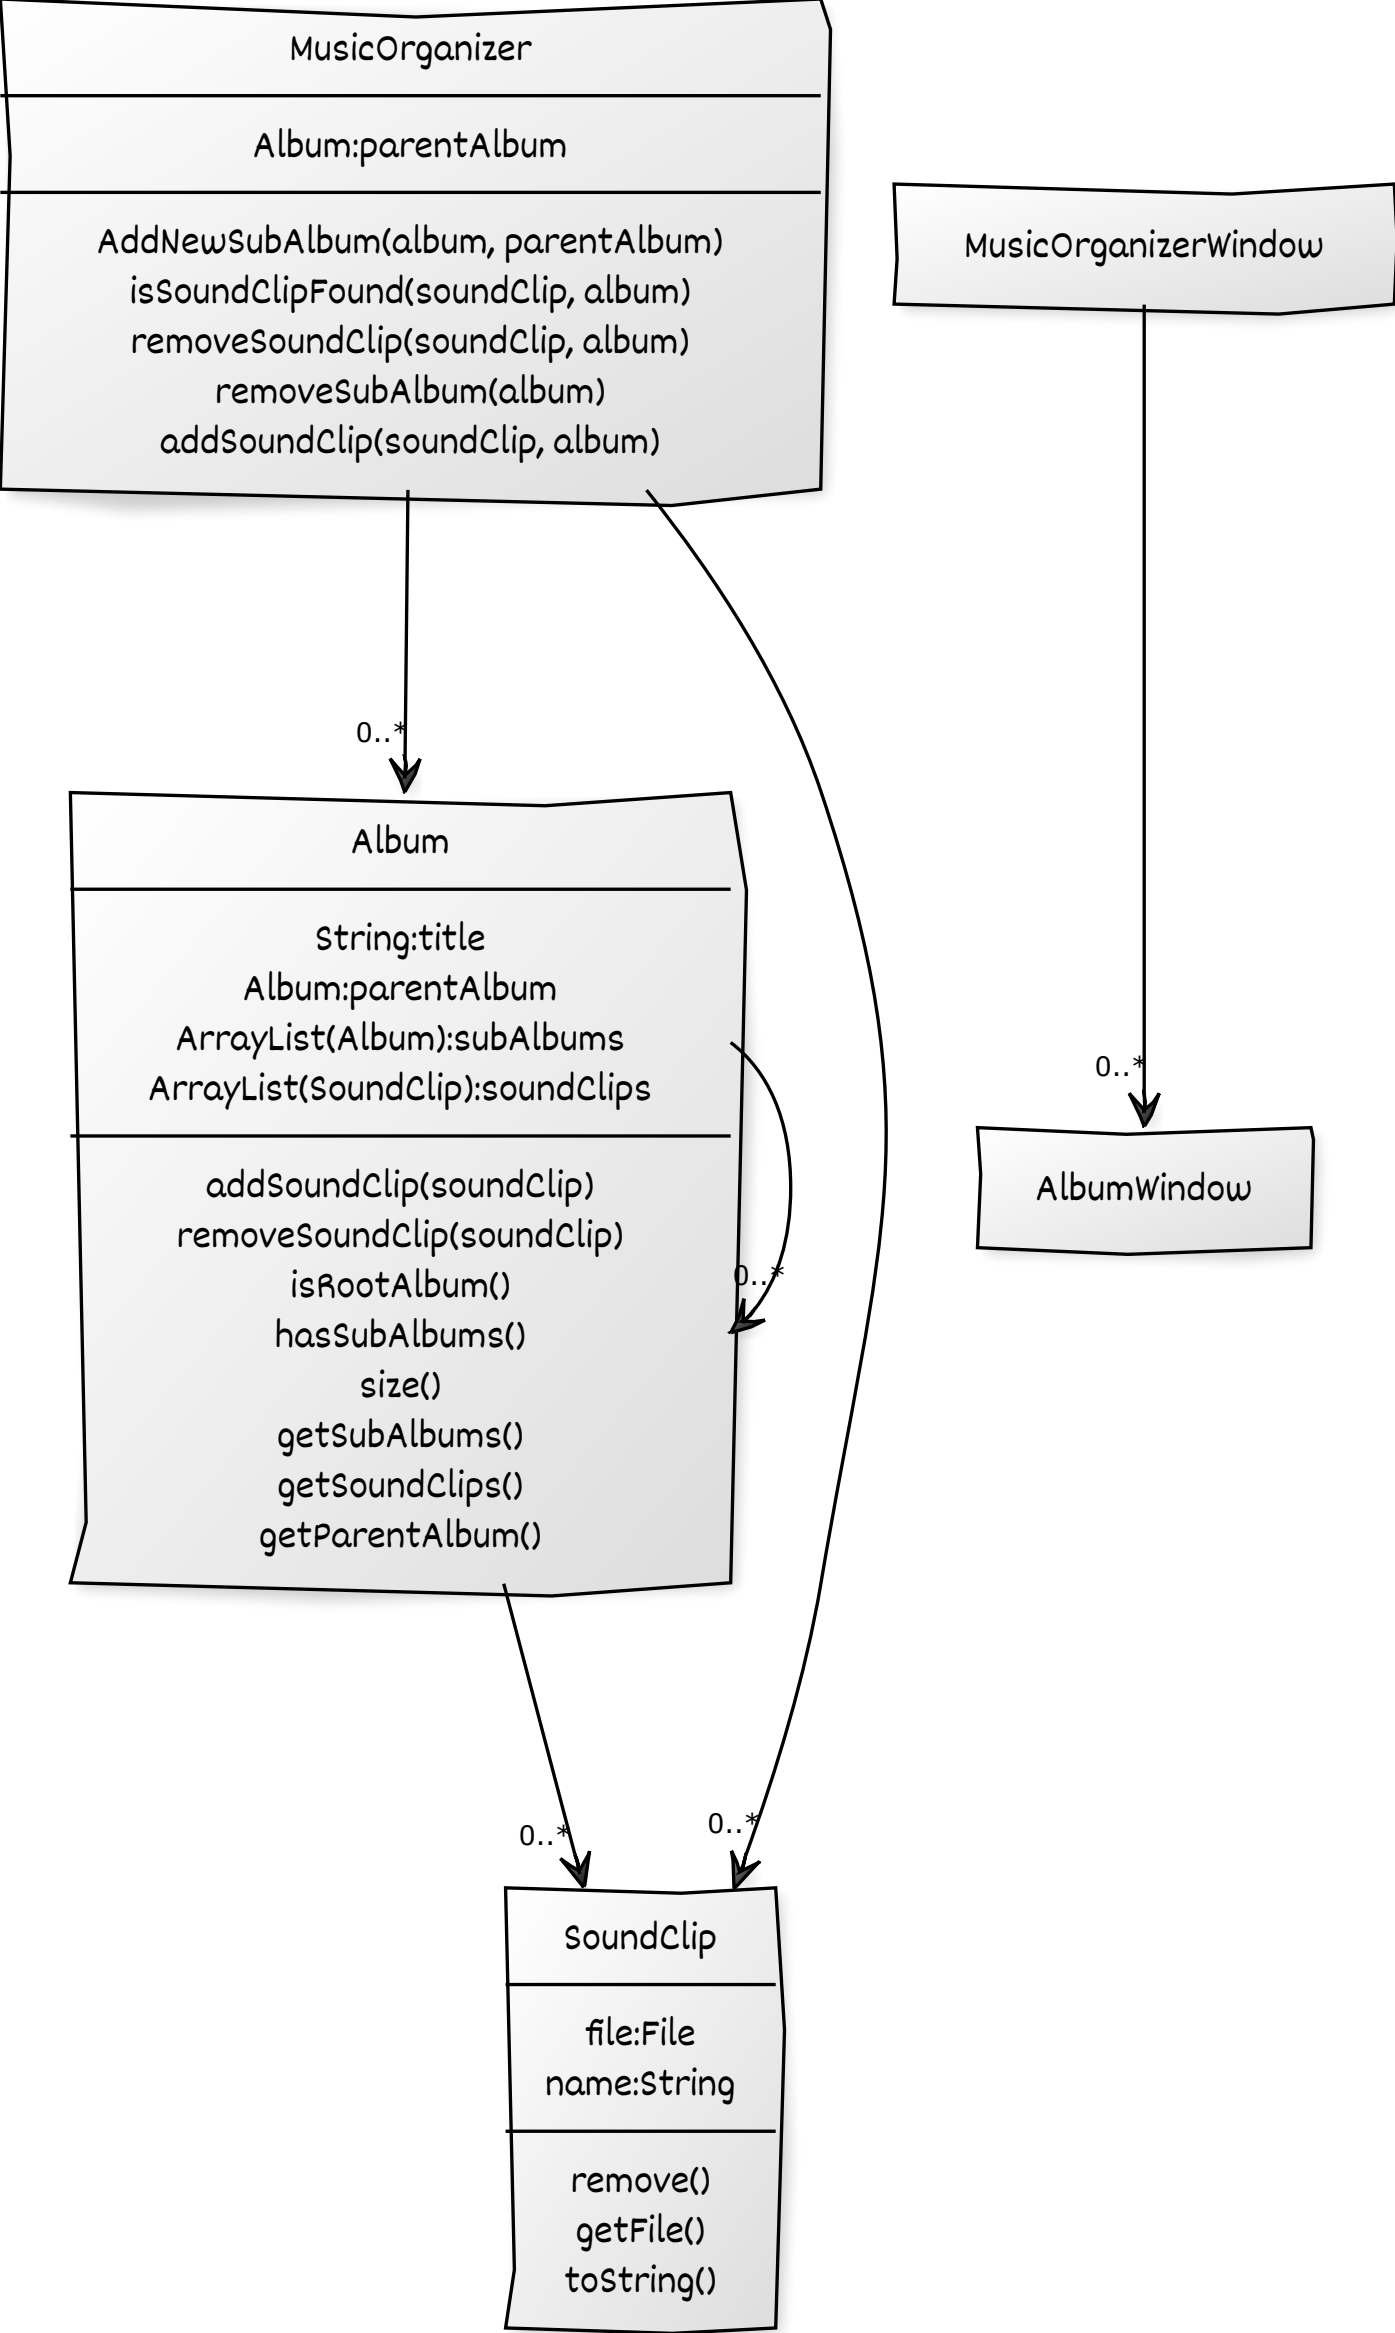 MusicOrganizer
Album:parentAlbum
AddNewSubAlbum(album, parentAlbum)
isSoundClipFound(soundClip, album)
removeSoundClip(soundClip, album)
removeSubAlbum(album)
addSoundClip(soundClip, album)
MusicOrganizerWindow
0..*
Album
String:title
Album:parentAlbum
ArrayList(Album):subAlbums
ArrayList(SoundClip):soundClips
addSoundClip(soundClip)
removeSoundClip(soundClip)
isRootAlbum()
hasSubAlbums()
size()
getSubAlbums()
getSoundClips()
getParentAlbum()
0..*
0..*
AlbumWindow
0..*
0..*
SoundClip
file:File
name:String
remove()
getFile()
toString()